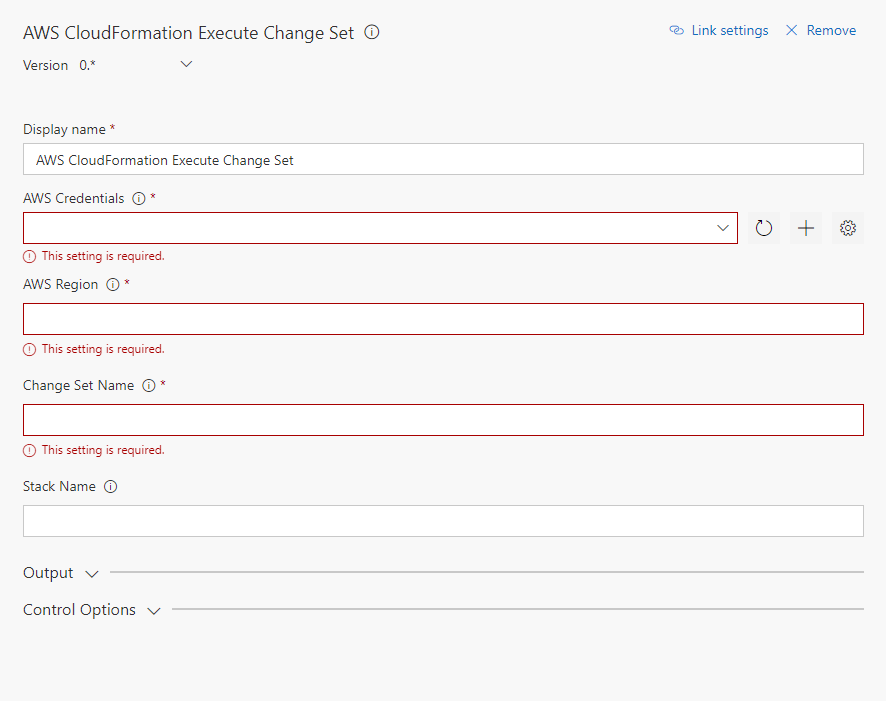 AWS CloudFormation Execute Change Set
Link settings
Remove
Version 0.*
Display name *
AWS CloudFormation Execute Change Set
AWS Credentials *
This setting is required.
AWS Region *
This setting is required.
Change Set Name *
This setting is required.
Stack Name
Output
Control Options